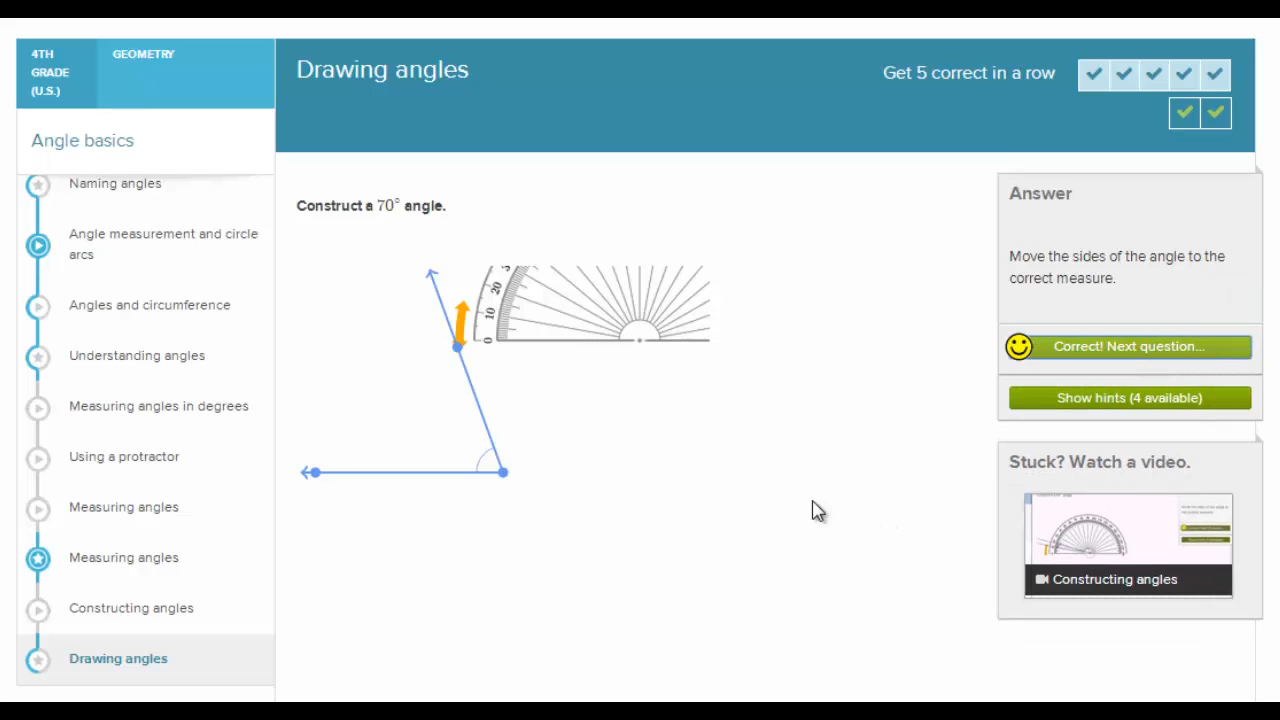 4TH
GRADE
(U.S.)
GEOMETRY
Drawing angles
Get 5 correct in a row
Angle basics
Naming angles
Angle measurement and circle
arcs
Angles and circumference
Understanding angles
Measuring angles in degrees
Using a protractor
Measuring angles
Measuring angles
Constructing angles
Drawing angles
Construct a 70° angle.
20
10
0
Answer
Move the sides of the angle to the
correct measure.
Correct! Next question...
Show hints (4 available)
Stuck? Watch a video.
Constructing angles